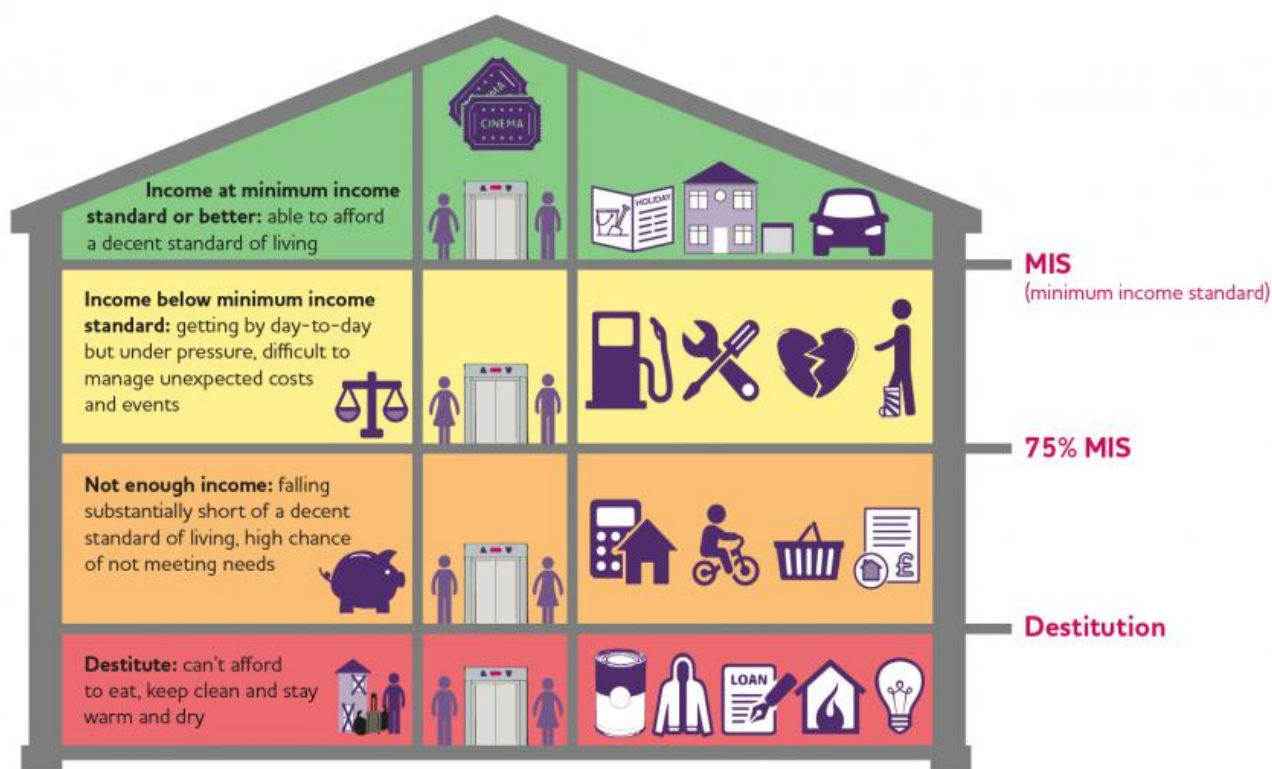 CINEMA
CINEMA
Income at minimum income
standard or better: able to afford
a decent standard of living
HOLIDAY
MIS
(minimum income standard)
Income below minimum income
standard: getting by day-to-day
but under pressure, difficult to
manage unexpected costs
and events
75% MIS
Not enough income: falling
substantially short of a decent
standard of living, high chance
of not meeting needs
£
Destitution
Destitute: can't afford
to eat, keep clean and stay
warm and dry
LOAN